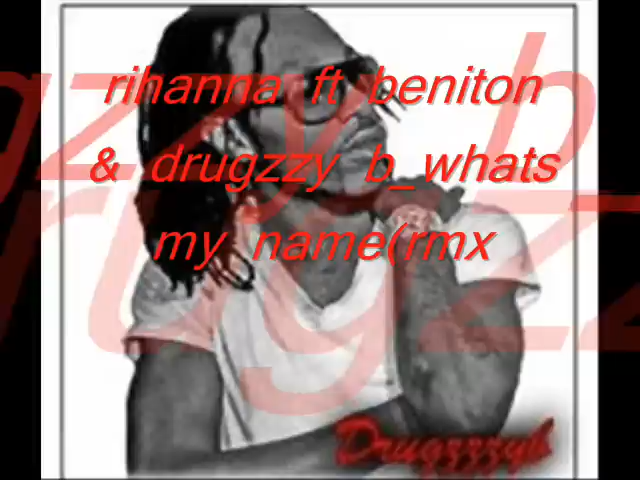 rihanna ft beniton
& drugzzy b_whats
my name(rmx
Drugzzzyb